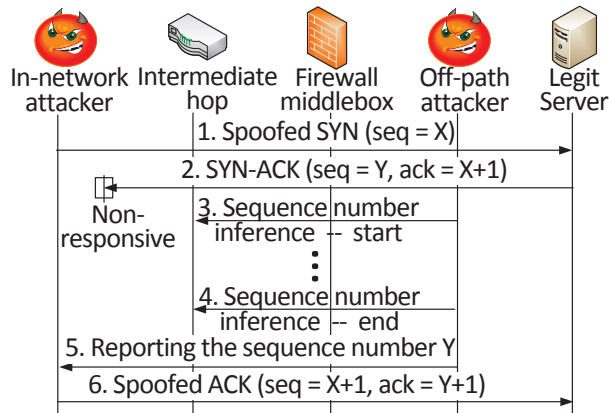 In-network attacker
Intermediate hop
Firewall middlebox
Off-path attacker
Legit Server
1. Spoofed SYN (seq = X)
2. SYN-ACK (seq = Y, ack = X+1)
Non-
responsive
3. Sequence number
inference -- start
4. Sequence number
inference -- end
5. Reporting the sequence number Y
6. Spoofed ACK (seq = X+1, ack = Y+1)